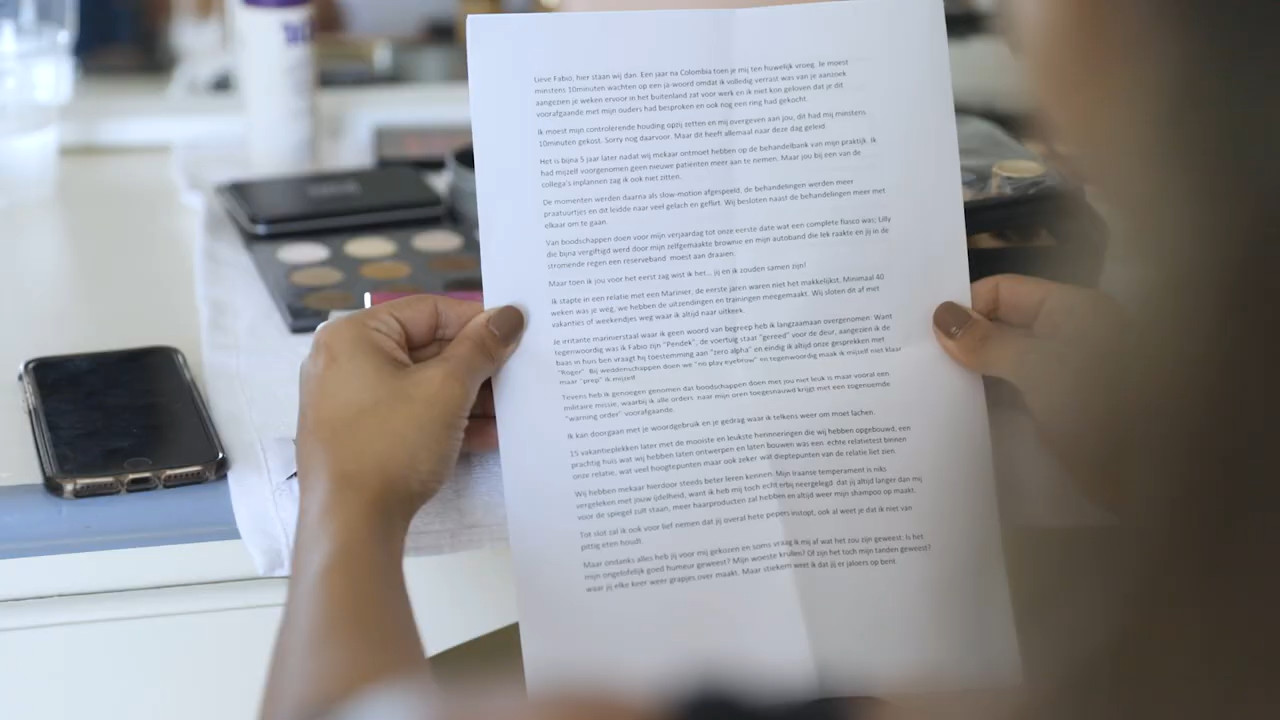 Lieve Fabio, hier staan wij dan. Een jaar na Colombia toen je mij ten huwelijk vroeg. Ie moest
minstens 10minuten wachten op een ja-woord omdat ik volledig verrast was van je aanzoek
aangezien je weken ervoor in het buitenland zat voor werk en ik niet kon geloven dat je dit
voorafgaande met mijn ouders had besproken en ook nog een ring had gekocht.
Ik moest mijn controlerende houding opzij zetten en mij overgeven aan jou, dit had mij minstens
10minuten gekost. Sorry nog daarvoor. Maar dit heeft allemaal naar deze dag geleid.
Het is bijna 5 jaar later nadat wij mekaar ontmoet hebben op de behandelbank van mijn praktijk. Ik
had mijzelf voorgenomen geen nieuwe patienten meer aan te nemen. Maar jou bij een van de
collega's inplannen zag ik ook niet zitten.
De momenten werden daarna als slow-motion afgespeeld, de behandelingen werden meer
praatuurtjes en dit leidde naar veel gelach en geflirt. Wij besloten naast de behandelingen meer met
elkaar om te gaan.
Van boodschappen doen voor mijn verjaardag tot onze eerste date wat een complete fiasco was; Lilly
die bijna vergiftigd werd door mijn zelfgemaakte brownie en mijn autoband die lek raakte en jij in de
stromende regen een reserveband moest aan draaien.
Maar toen ik jou voor het eerst zag wist ik het... jij en ik zouden samen zijn!
Ik stapte in een relatie met een Marinier, de eerste jaren waren niet het makkelijkst. Minimaal 40
weken was je weg, we hebben de uitzendingen en trainingen meegemaakt. Wij sloten dit af met
vakanties of weekendjes weg waar ik altijd naar uitkeek.
Je irritante marinierstaal waar ik geen woord van begreep heb ik langzaamaan overgenomen. Want
tegenwoordig was ik Fabio zijn "Pendek", de voertuig staat "gereed" voor de deur, aangezien ik de
baas in huis ben vraagt hij toestemming aan "zero alpha" en eindig ik altijd onze gesprekken met
"Roger". Bij weddenschappen doen we "no play eyebrow" en tegenwoordig maak ik mijzelf niet klaar
maar "prep" ik mijzelf.
Tevens heb ik genoegen genomen dat boodschappen doen met jou niet leuk is maar vooral een
militaire missie, waarbij ik alle orders naar mijn oren toegesnauwd krijgt met een zogenoemde
"warning order" voorafgaande.
Ik kan doorgaan met je woordgebruik en je gedrag waar ik telkens weer om moet lachen.
15 vakantieplekken later met de mooiste en leukste herinneringen die wij hebben opgebouwd, een
prachtig huis wat wij hebben laten ontwerpen en laten bouwen was een echte relatietest binnen
onze relatie, wat veel hoogtepunten maar ook zeker wat dieptepunten van de relatie liet zien.
Wij hebben mekaar hierdoor steeds beter leren kennen. Mijn Iraanse temperament is niks
vergeleken met jouw ijdelheid, want ik heb mij toch echt erbij neergelegd dat jij altijd langer dan mij
voor de spiegel zult staan, meer haarproducten zal hebben en altijd weer mijn shampoo op maakt.
Tot slot zal ik ook voor lief nemen dat jij overal hete pepers instopt, ook al weet je dat ik niet van
pittig eten houdt.
Maar ondanks alles heb jij voor mij gekozen en soms vraag ik mij af wat het zou zijn geweest: Is het
mijn ongelofelijk goed humeur geweest? Mijn woeste krullen? Of zijn het toch mijn tanden geweest?
waar jij elke keer weer grapjes over maakt. Maar stiekem weet ik dat jij er jaloers op bent.